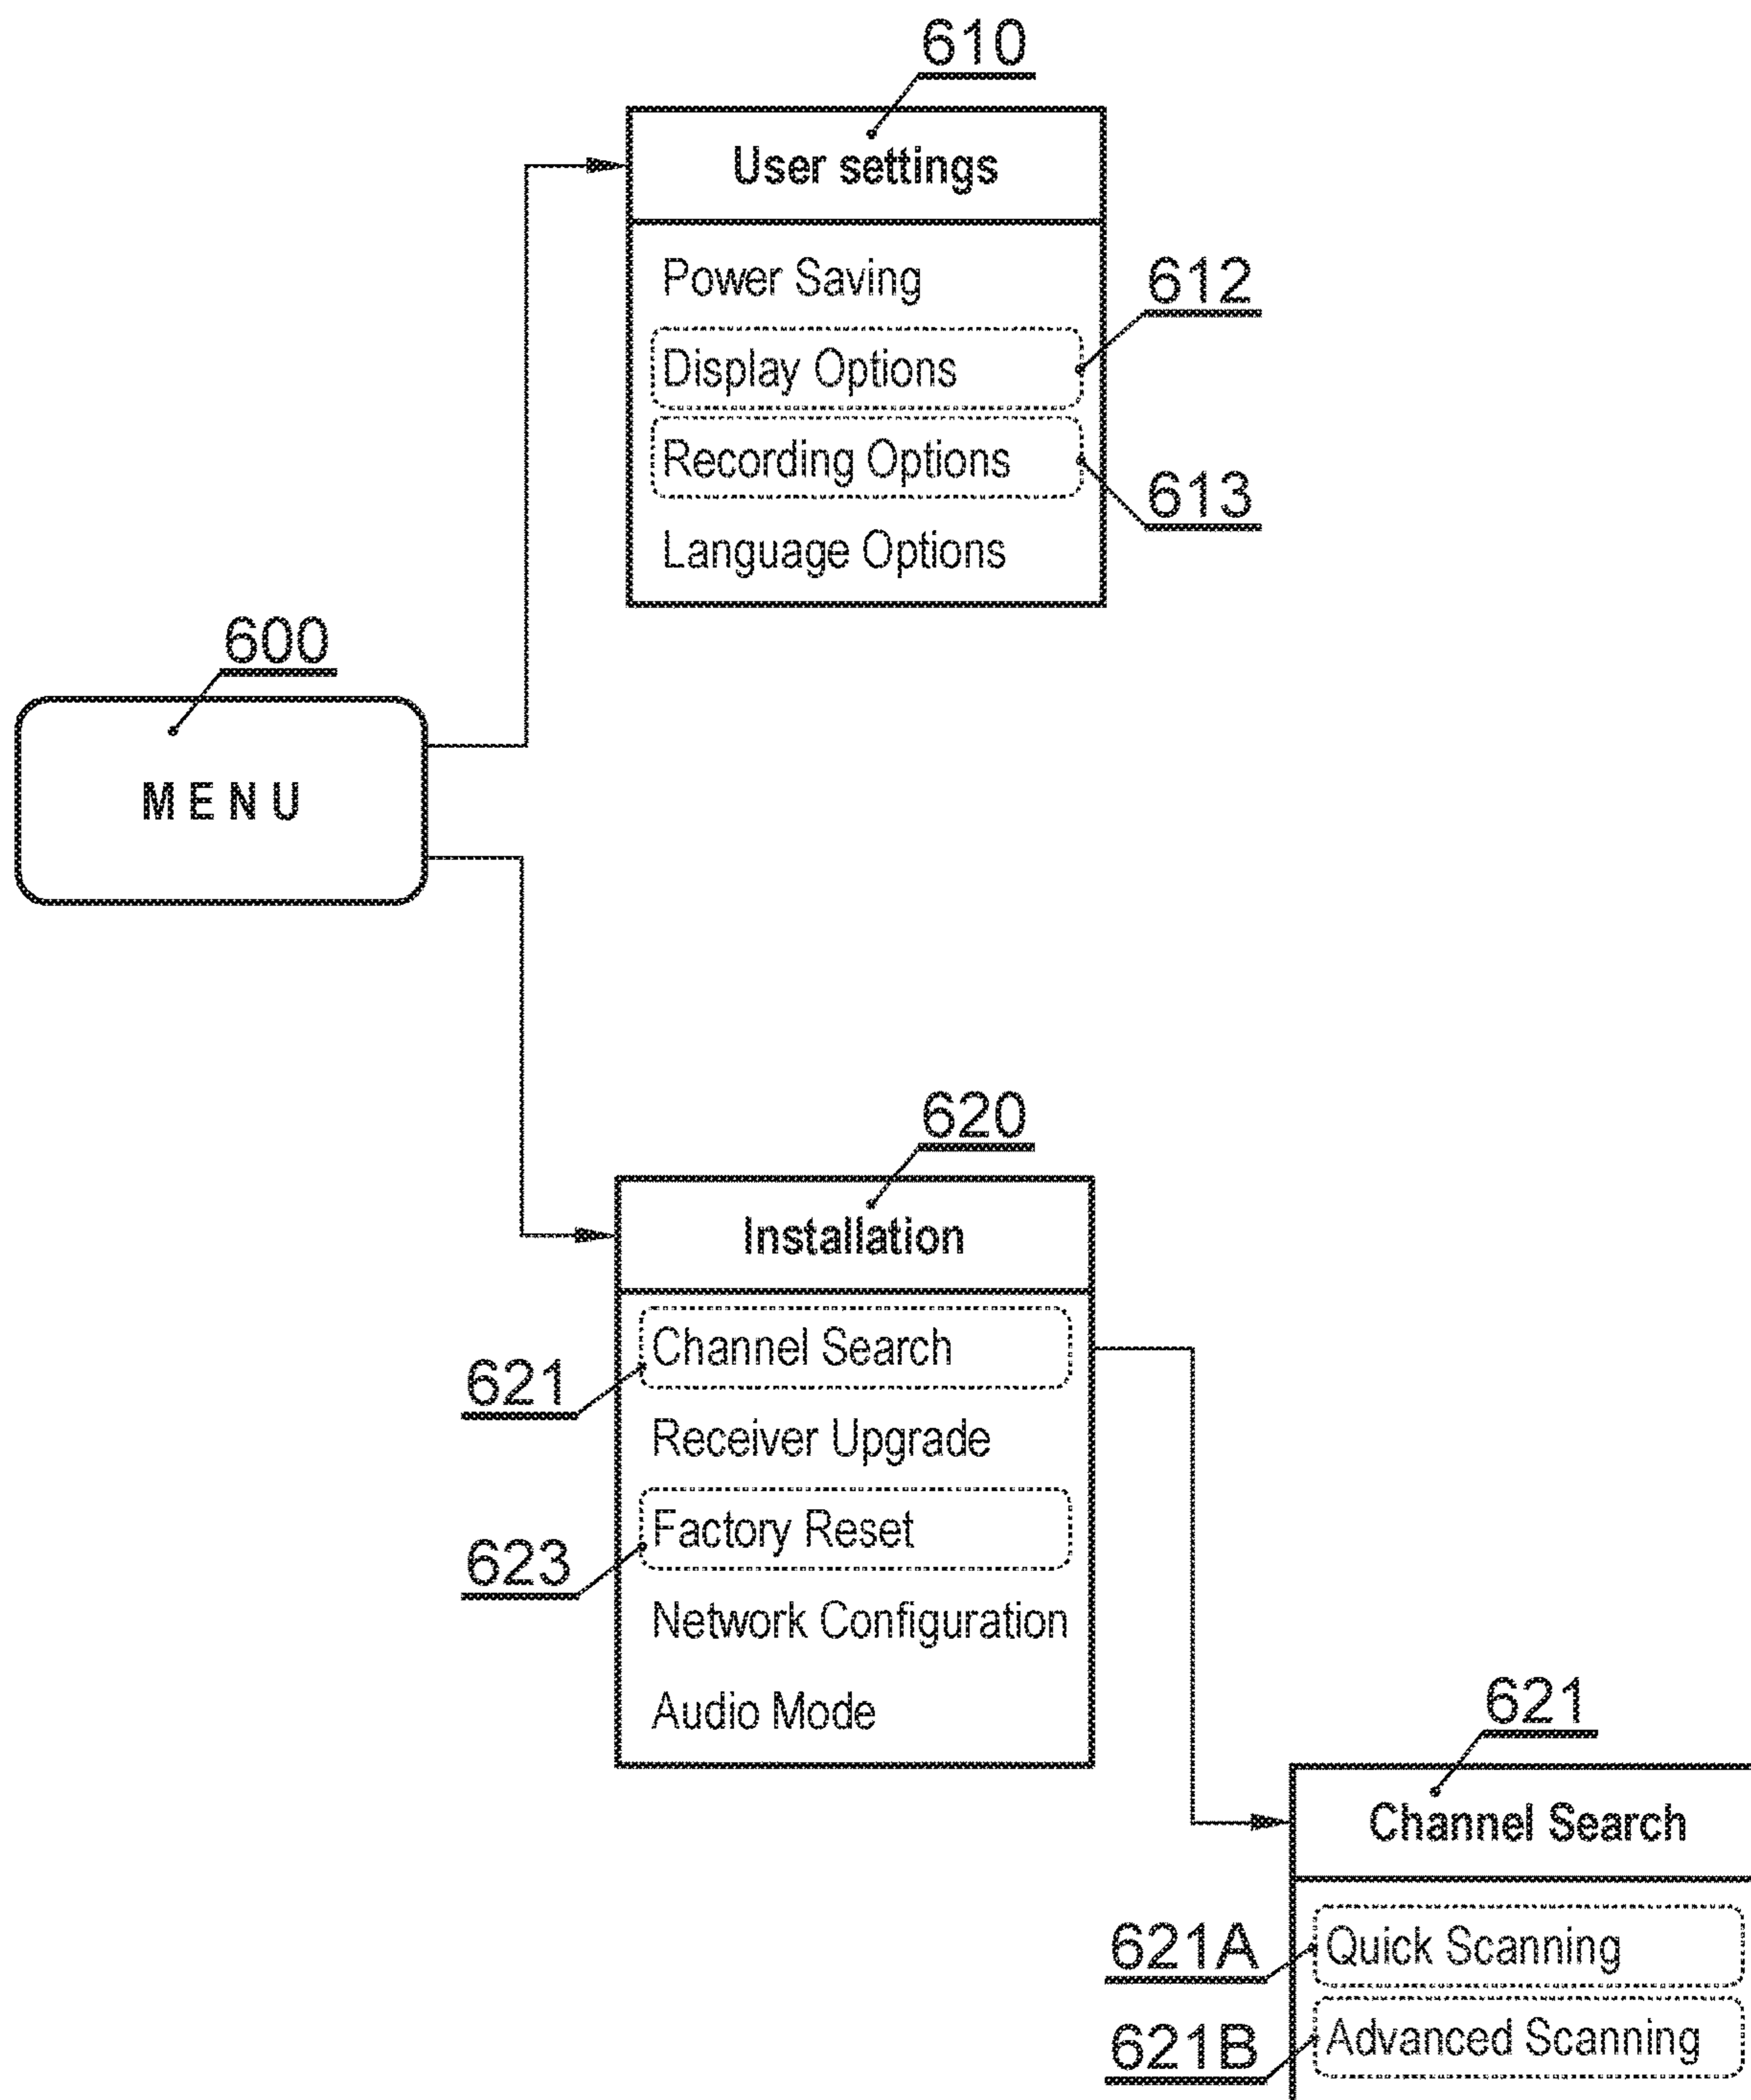 610
User settings
Power Saving
612
Display Options
Recording Options
613
Language Options
600
MENU
620
Installation
Channel Search
621
Receiver Upgrade
Factory Reset
623
Network Configuration
Audio Mode
621
Channel Search
621A
Quick Scanning
621B
Advanced Scanning